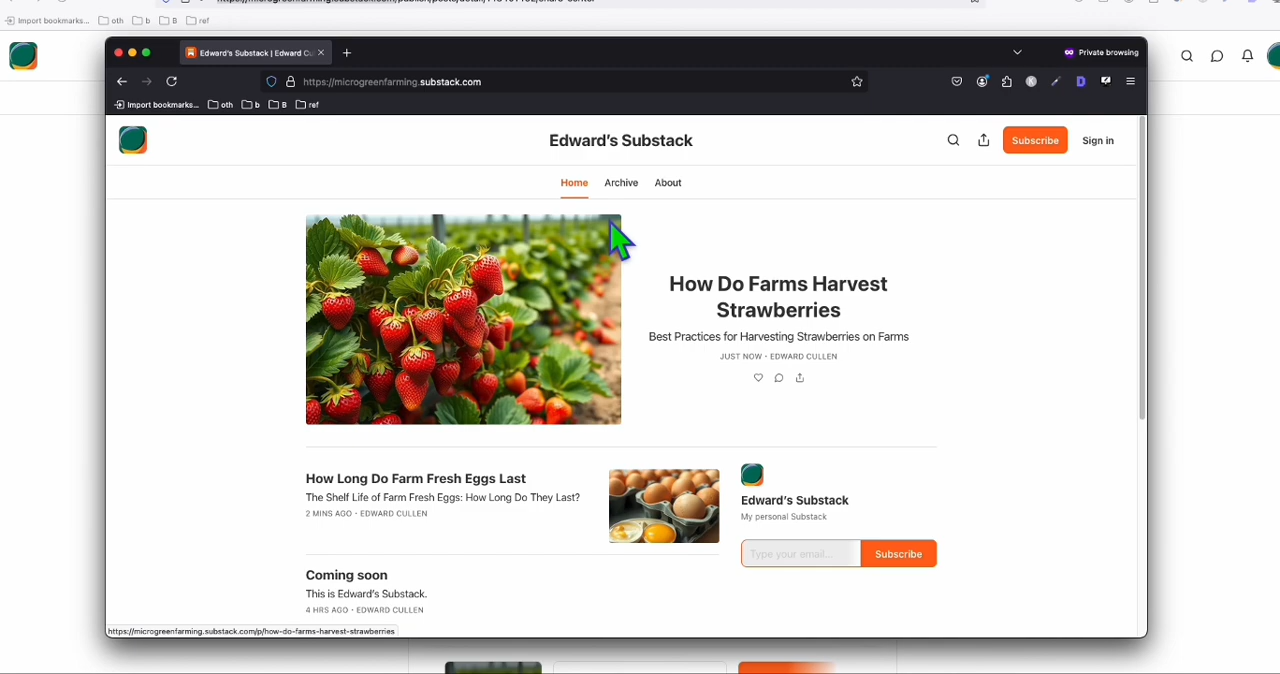 Import bookmarks... oth b B ref
Edward's Substack | Edward Cu
Private browsing
https://microgreenfarming.substack.com
Import bookmarks... oth b B ref
Edward's Substack
Subscribe
Sign in
Home Archive About
How Do Farms Harvest
Strawberries
Best Practices for Harvesting Strawberries on Farms
JUST NOW • EDWARD CULLEN
How Long Do Farm Fresh Eggs Last
The Shelf Life of Farm Fresh Eggs: How Long Do They Last?
2 MINS AGO • EDWARD CULLEN
Edward's Substack
My personal Substack
Type your email...
Subscribe
Coming soon
This is Edward's Substack.
4 HRS AGO • EDWARD CULLEN
https://microgreenfarming.substack.com/p/how-do-farms-harvest-strawberries